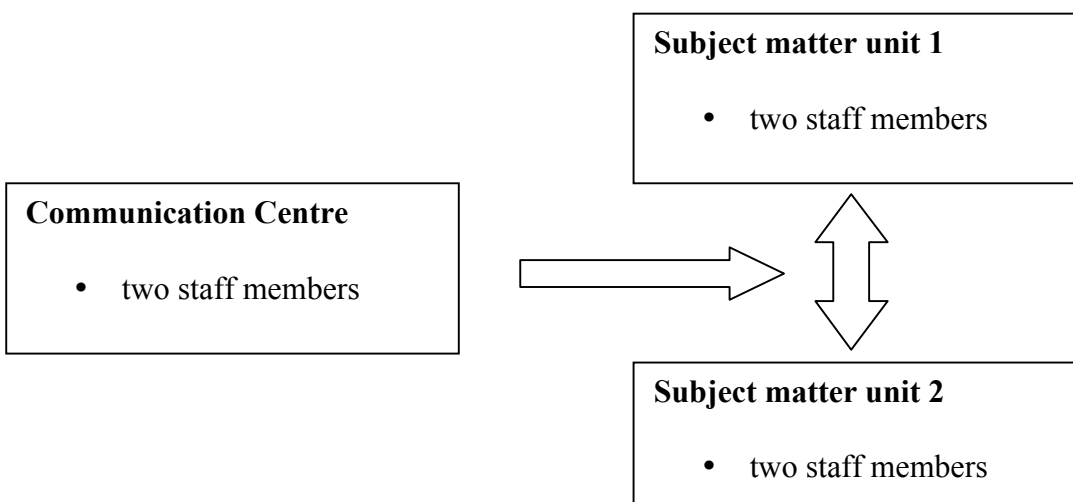 Subject matter unit 1
• two staff members
Communication Centre
• two staff members
Subject matter unit 2
• two staff members